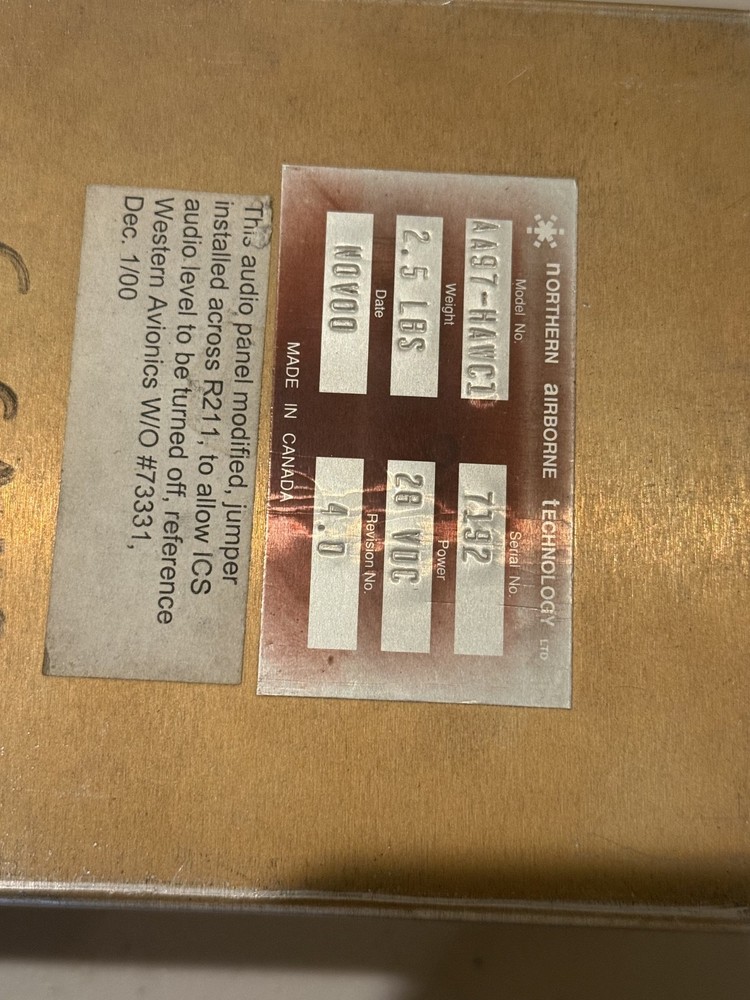 nORTHERN aIRBORNE tECHNOLOGY LTD
Model No. Serial No.
AA97-HAWC1 7192
Weight Power
2.5 LBS 28 VDC
Date Revision No.
NOV00 4.0
MADE IN CANADA
This audio panel modified, jumper
installed across R211, to allow ICS
audio level to be turned off, reference
Western Avionics W/O #73331,
Dec. 1/00